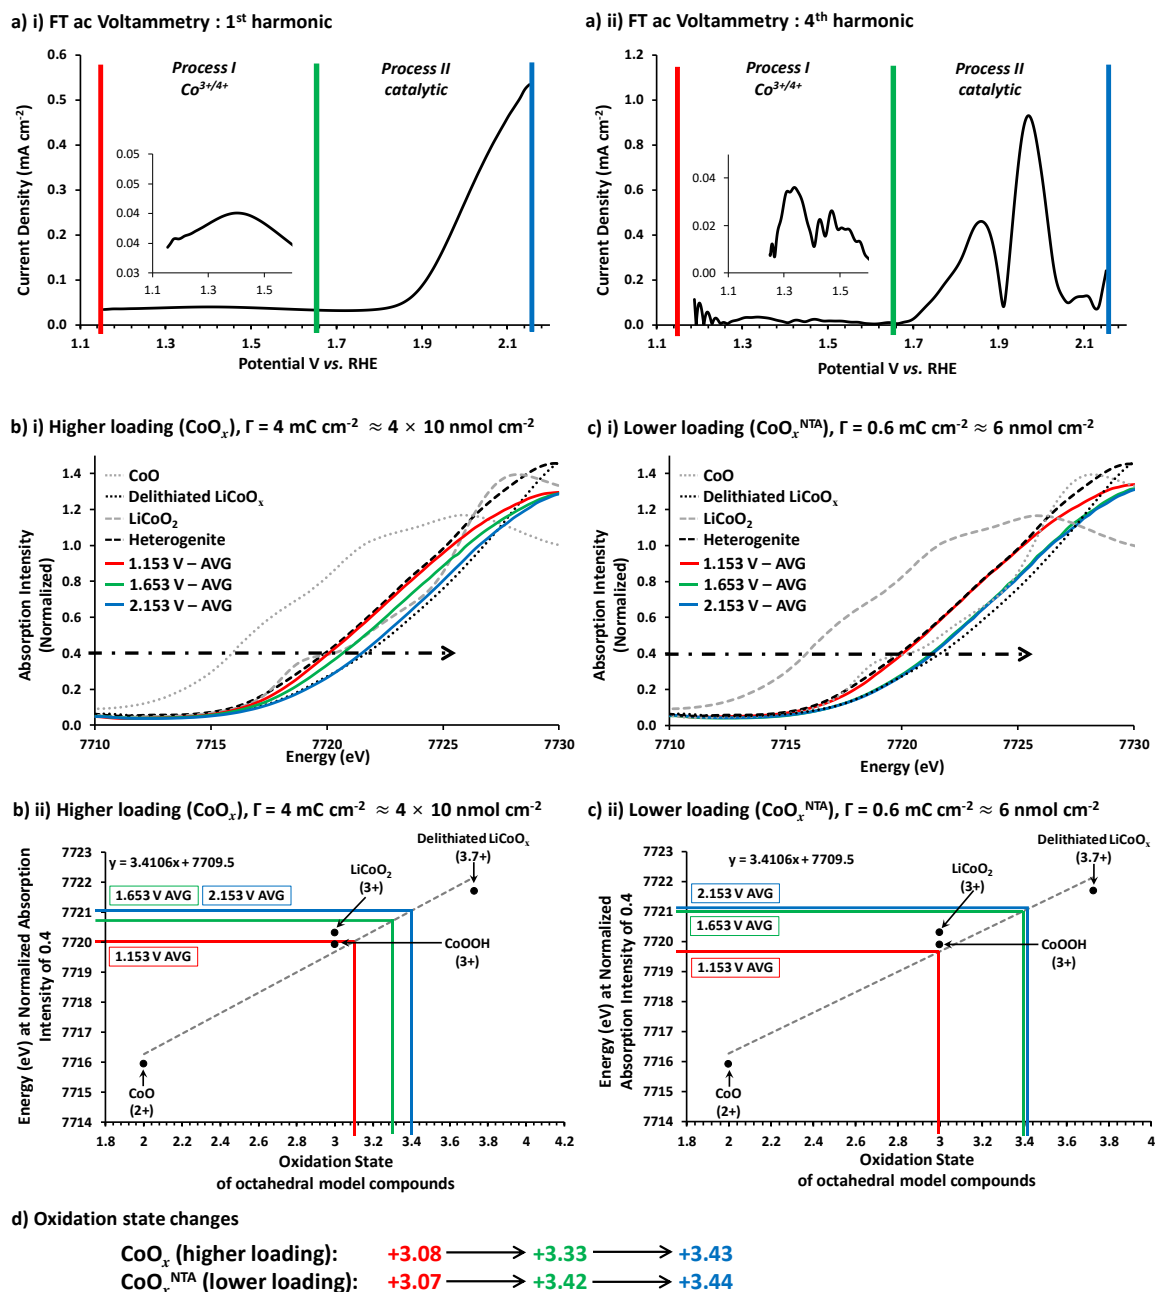 a) i) FT ac Voltammetry : 1st harmonic
Process I
Co3+/4+
Process II
catalytic
Current Density (mA cm-2)
0.6
0.5
0.4
0.3
0.2
0.1
0.0
0.05
0.05
0.04
0.04
0.03
1.1 1.3 1.5
1.1 1.3 1.5 1.7 1.9 2.1
Potential V vs. RHE
a) ii) FT ac Voltammetry : 4th harmonic
Process I
Co3+/4+
Process II
catalytic
Current Density (mA cm-2)
1.2
1.0
0.8
0.6
0.4
0.2
0.0
0.04
0.02
0.00
1.1 1.3 1.5
1.1 1.3 1.5 1.7 1.9 2.1
Potential V vs. RHE
b) i) Higher loading (CoOx), Γ = 4 mC cm-2 ≈ 4 × 10 nmol cm-2
Absorption Intensity
(Normalized)
1.4
1.2
1.0
0.8
0.6
0.4
0.2
0.0
CoO
Delithiated LiCoOx
LiCoO2
Heterogenite
1.153 V – AVG
1.653 V – AVG
2.153 V – AVG
7710 7715 7720 7725 7730
Energy (eV)
c) i) Lower loading (CoOxNTA), Γ = 0.6 mC cm-2 ≈ 6 nmol cm-2
Absorption Intensity
(Normalized)
1.4
1.2
1.0
0.8
0.6
0.4
0.2
0.0
CoO
Delithiated LiCoOx
LiCoO2
Heterogenite
1.153 V – AVG
1.653 V – AVG
2.153 V – AVG
7710 7715 7720 7725 7730
Energy (eV)
b) ii) Higher loading (CoOx), Γ = 4 mC cm-2 ≈ 4 × 10 nmol cm-2
Energy (eV) at Normalized Absorption
Intensity of 0.4
7723
7722
7721
7720
7719
7718
7717
7716
7715
7714
y = 3.4106x + 7709.5
Delithiated LiCoOx
(3.7+)
LiCoO2
(3+)
1.653 V AVG 2.153 V AVG
CoOOH
(3+)
1.153 V AVG
CoO
(2+)
1.8 2 2.2 2.4 2.6 2.8 3 3.2 3.4 3.6 3.8 4 4.2
Oxidation State
of octahedral model compounds
c) ii) Lower loading (CoOxNTA), Γ = 0.6 mC cm-2 ≈ 6 nmol cm-2
Energy (eV) at Normalized
Absorption Intensity of 0.4
7723
7722
7721
7720
7719
7718
7717
7716
7715
7714
y = 3.4106x + 7709.5
Delithiated LiCoOx
(3.7+)
LiCoO2
(3+)
2.153 V AVG
1.653 V AVG
CoOOH
(3+)
1.153 V AVG
CoO
(2+)
1.8 2 2.2 2.4 2.6 2.8 3 3.2 3.4 3.6 3.8 4
Oxidation State
of octahedral model compounds
d) Oxidation state changes
CoOx (higher loading): +3.08 +3.33 +3.43
CoOxNTA (lower loading): +3.07 +3.42 +3.44